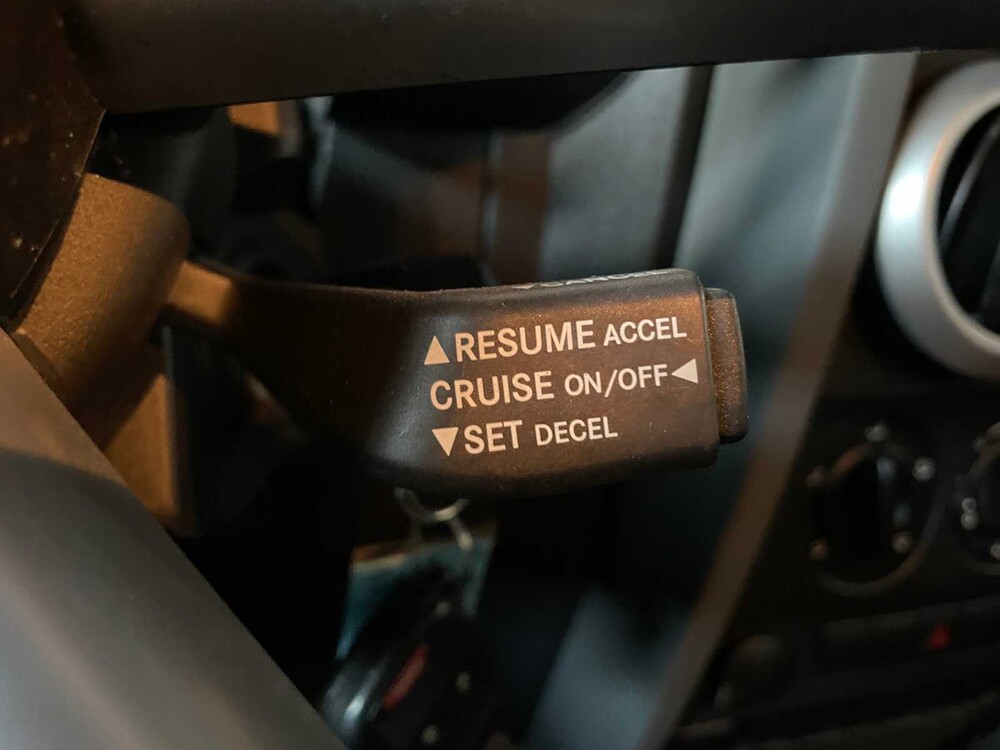 ▲RESUME ACCEL
CRUISE ON/OFF◀
▼SET DECEL